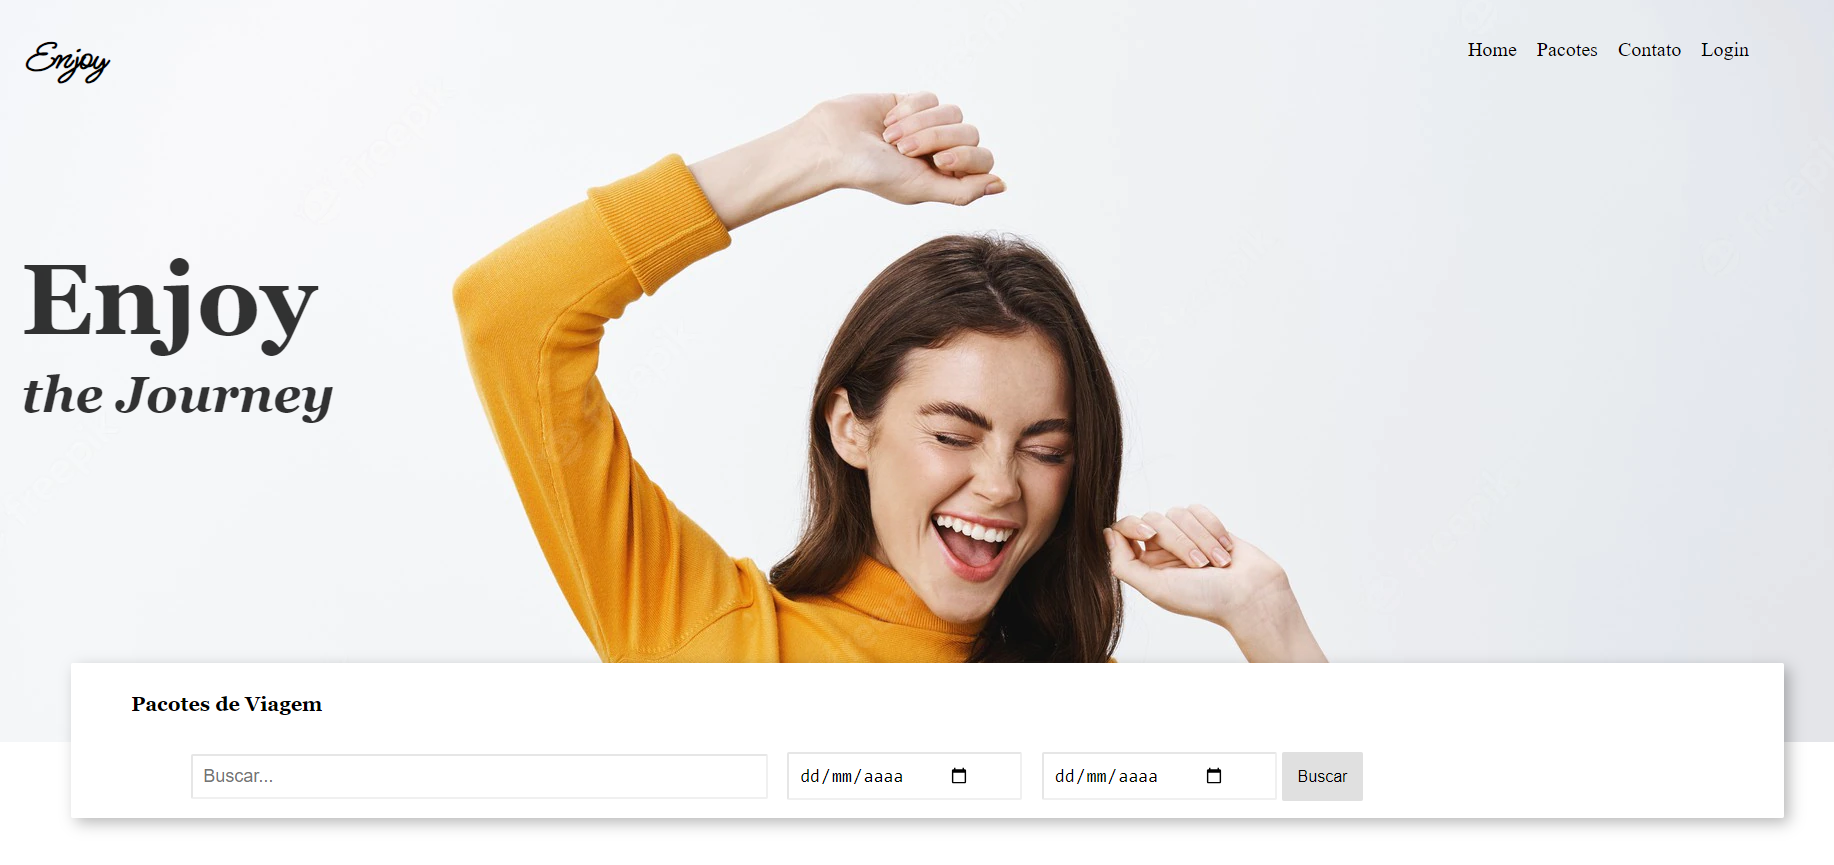 Enjoy
Home Pacotes Contato Login
Enjoy
the Journey
Pacotes de Viagem
Buscar... dd/mm/aaaa dd/mm/aaaa Buscar